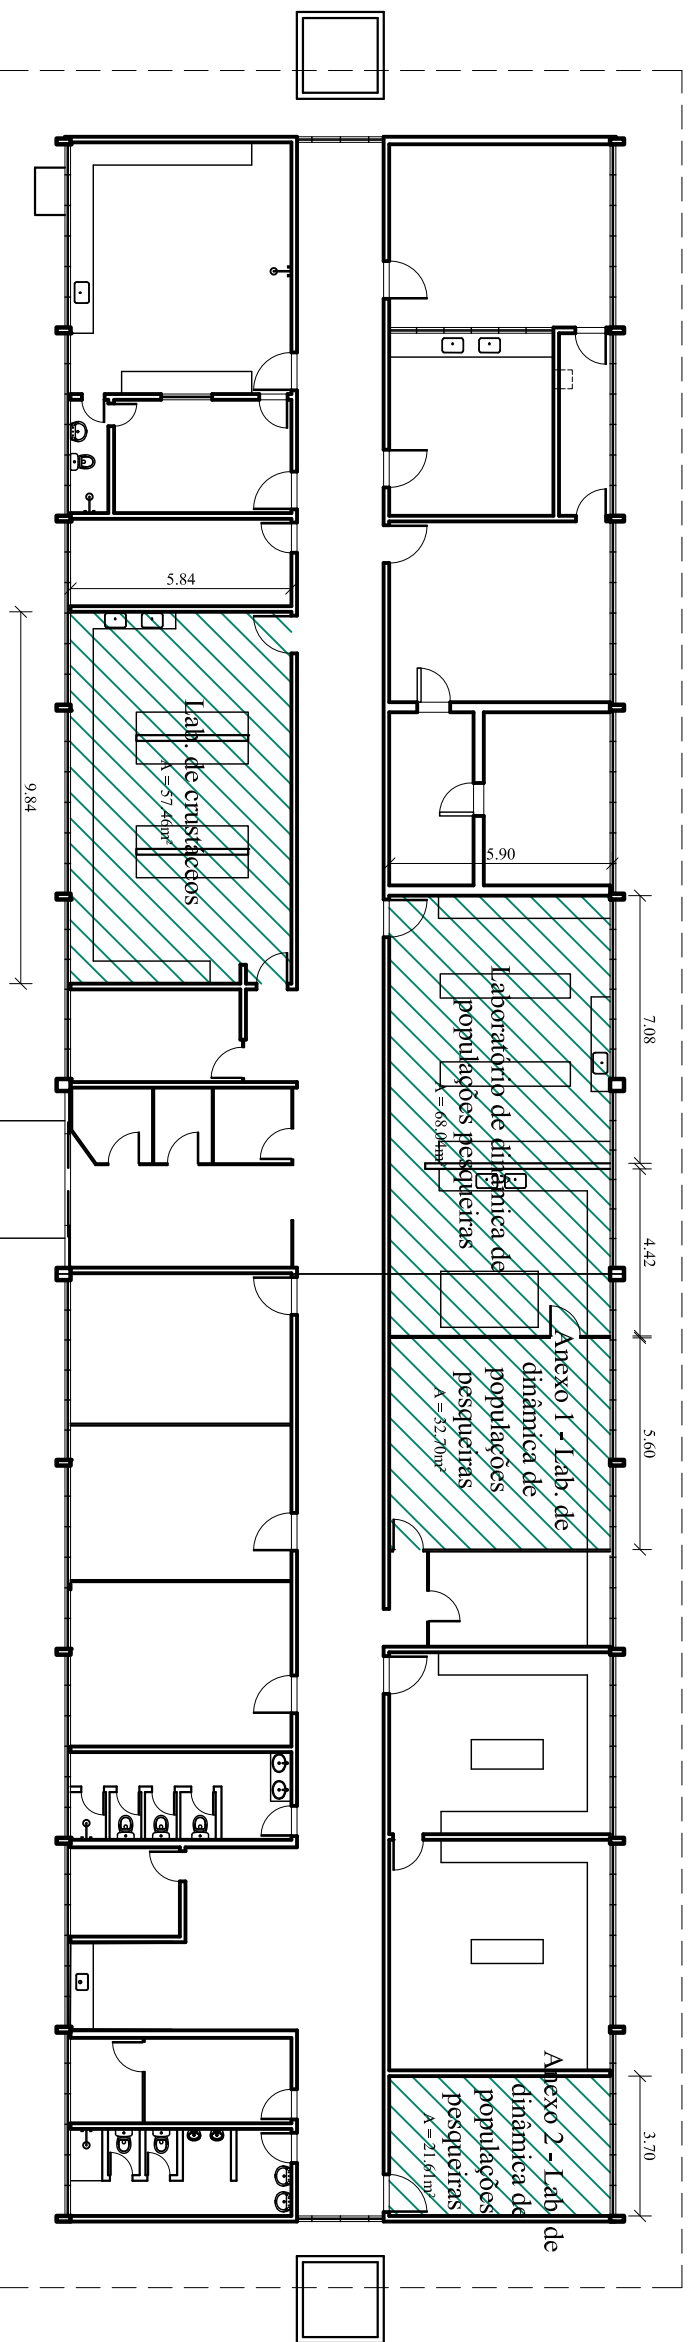 5.84
Lab. de crustáceos
A = 57,46m²
9.84
5.90
Laboratório de dinâmica de
populações pesqueiras
A = 68,04m²
7.08
4.42
Anexo 1 - Lab. de
dinâmica de
populações
pesqueiras
A = 32,70m²
5.60
Anexo 2 - Lab. de
dinâmica de
populações
pesqueiras
A = 21,61m²
3.70